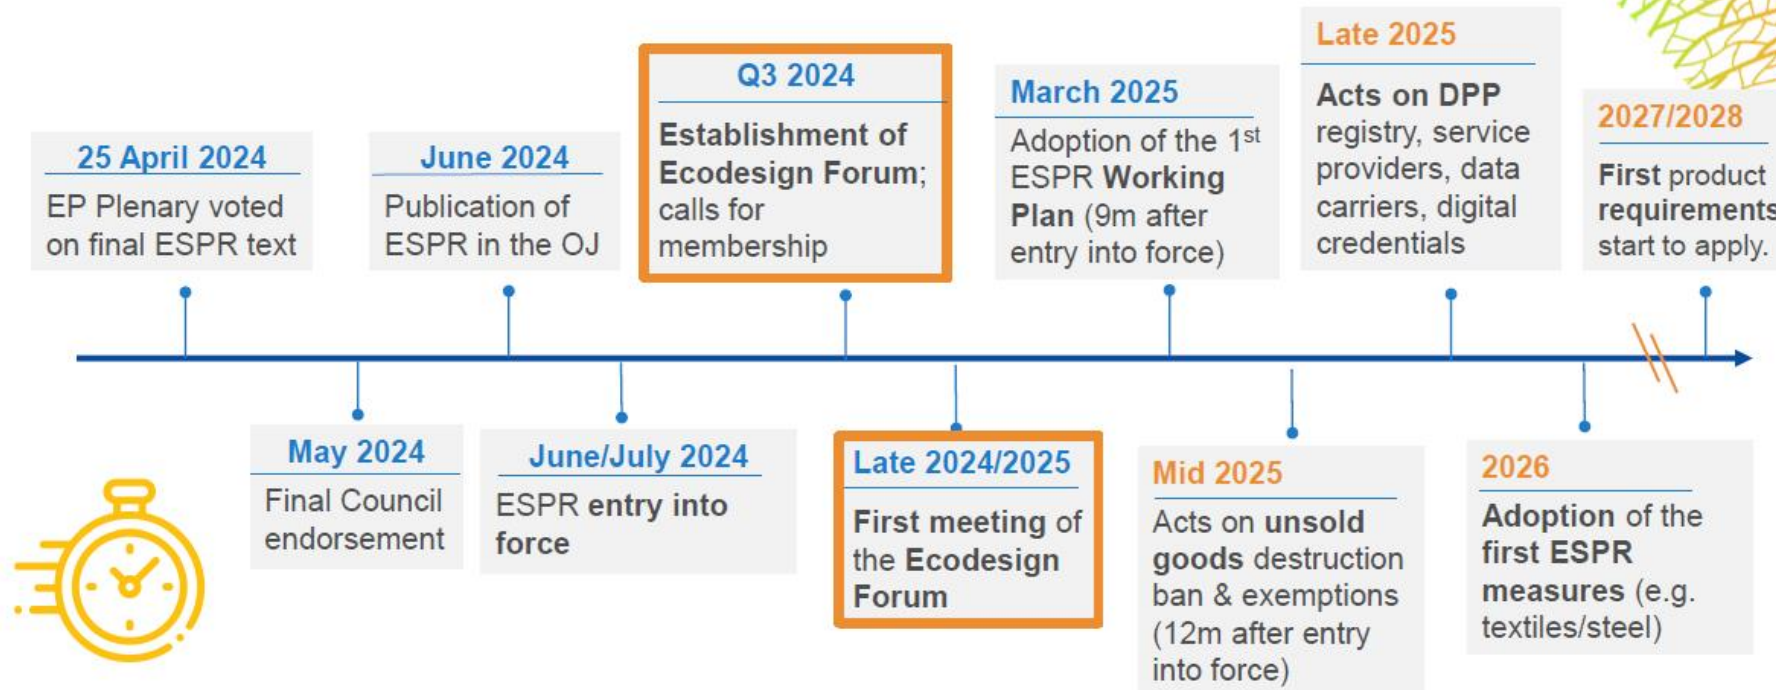 25 April 2024
EP Plenary voted
on final ESPR text
May 2024
Final Council
endorsement
June 2024
Publication of
ESPR in the OJ
June/July 2024
ESPR entry into
force
Q3 2024
Establishment of
Ecodesign Forum;
calls for
membership
Late 2024/2025
First meeting of
the Ecodesign
Forum
March 2025
Adoption of the 1st
ESPR Working
Plan (9m after
entry into force)
Mid 2025
Acts on unsold
goods destruction
ban & exemptions
(12m after entry
into force)
Late 2025
Acts on DPP
registry, service
providers, data
carriers, digital
credentials
2026
Adoption of the
first ESPR
measures (e.g.
textiles/steel)
2027/2028
First product
requirements
start to apply.